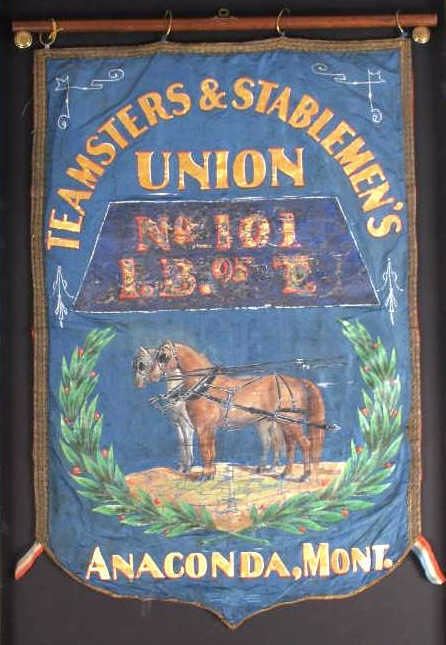 TEAMSTERS & STABLEMEN'S
UNION
No. 101
I.B. OF T.
ANACONDA, MONT.